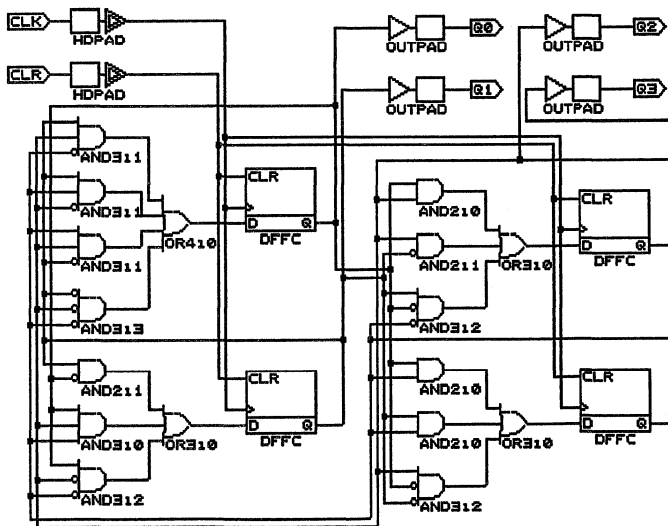 CLK
HDPAD
CLR
HDPAD
OUTPAD
Q0
OUTPAD
Q1
OUTPAD
Q2
OUTPAD
Q3
AND311
AND311
AND311
AND313
OR410
CLR
D
Q
DFFC
AND211
AND310
AND312
OR310
CLR
D
Q
DFFC
AND210
AND211
AND312
OR310
CLR
D
Q
DFFC
AND210
AND210
AND312
OR310
CLR
D
Q
DFFC